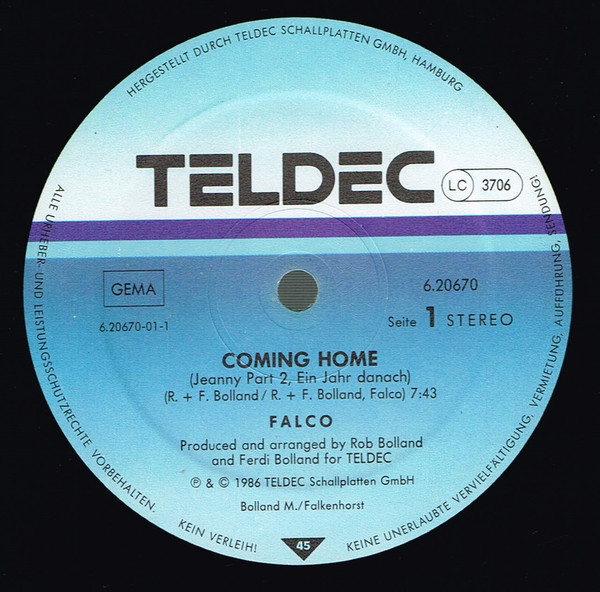 HERGESTELLT DURCH TELDEC SCHALLPLATTEN GMBH, HAMBURG
TELDEC
LC 3706
GEMA
6.20670-01-1
6.20670
Seite 1 STEREO
COMING HOME
(Jeanny Part 2, Ein Jahr danach)
(R. + F. Bolland / R. + F. Bolland, Falco) 7:43
FALCO
Produced and arranged by Rob Bolland
and Ferdi Bolland for TELDEC
℗ & © 1986 TELDEC Schallplatten GmbH
Bolland M./Falkenhorst
45
ALLE URHEBER- UND LEISTUNGSSCHUTZRECHTE VORBEHALTEN.
KEIN VERLEIH!
KEINE UNERLAUBTE VERVIELFÄLTIGUNG, VERMIETUNG, AUFFÜHRUNG, SENDUNG!